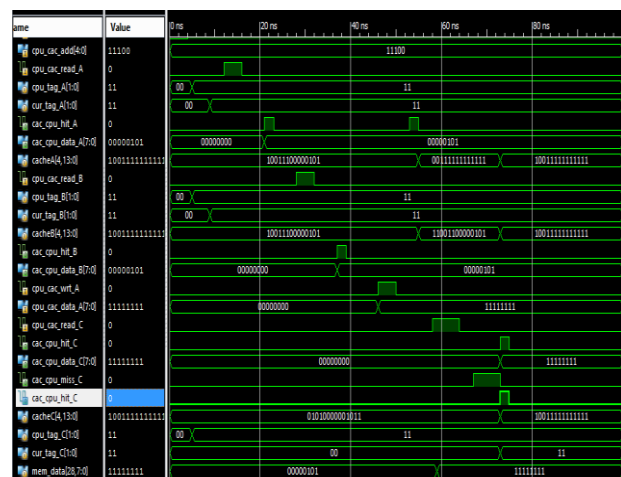 ame Value 0 ns 20 ns 40 ns 60 ns 80 ns
cpu_cac_add[4:0] 11100 11100
cpu_cac_read_A 0
cpu_tag_A[1:0] 11 00 11
cur_tag_A[1:0] 11 00 11
cac_cpu_hit_A 0
cac_cpu_data_A[7:0] 00000101 00000000 00000101
cacheA[4,13:0] 1001111111111 10011100000101 00111111111111 10011111111111
cpu_cac_read_B 0
cpu_tag_B[1:0] 11 00 11
cur_tag_B[1:0] 11 00 11
cacheB[4,13:0] 1001111111111 10011100000101 11001100000101 10011111111111
cac_cpu_hit_B 0
cac_cpu_data_B[7:0] 00000101 00000000 00000101
cpu_cac_wrt_A 0
cpu_cac_data_A[7:0] 11111111 00000000 11111111
cpu_cac_read_C 0
cac_cpu_hit_C 0
cac_cpu_data_C[7:0] 11111111 00000000 11111111
cac_cpu_miss_C 0
cac_cpu_hit_C 0
cacheC[4,13:0] 1001111111111 01010000001011 10011111111111
cpu_tag_C[1:0] 11 00 11
cur_tag_C[1:0] 11 00 11
mem_data[28,7:0] 11111111 00000101 11111111